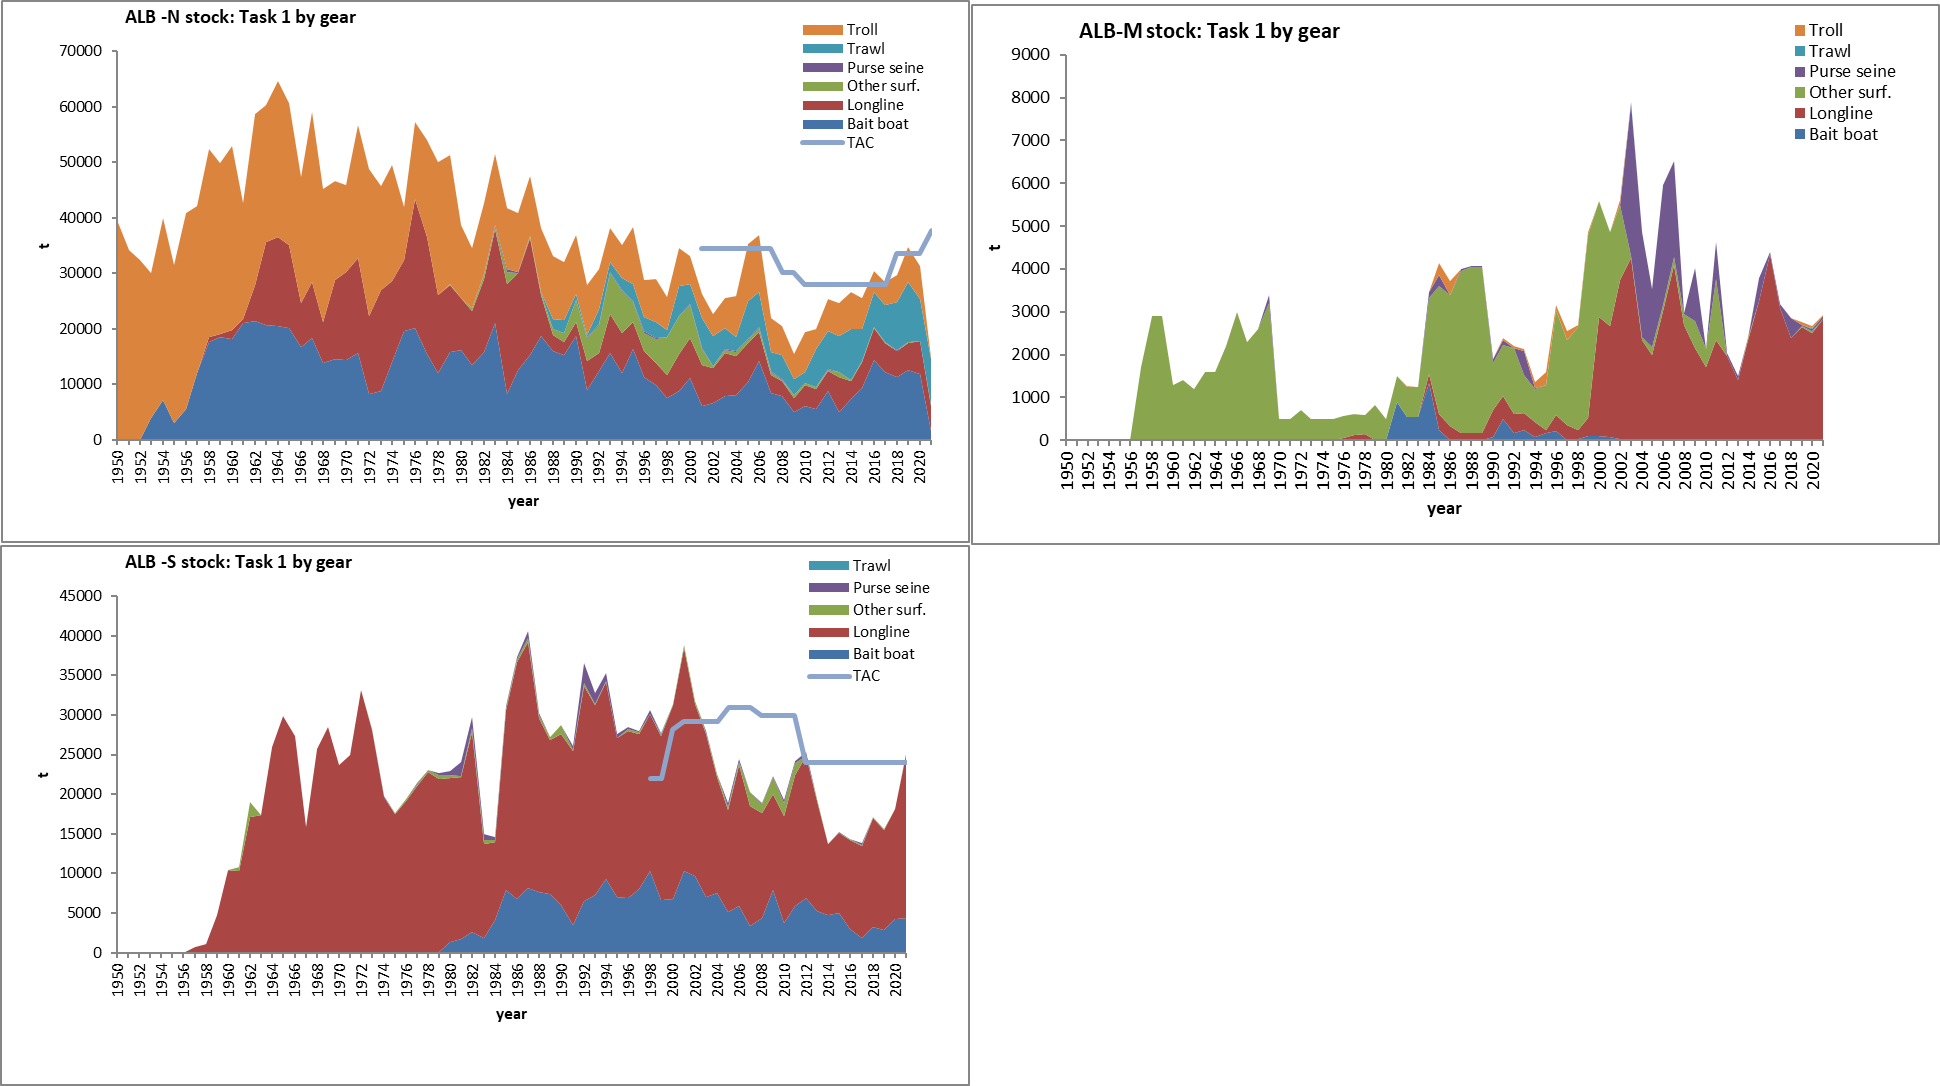 ALB -N stock: Task 1 by gear
Troll
Trawl
Purse seine
Other surf.
Longline
Bait boat
TAC
70000
60000
50000
40000
30000
20000
10000
0
t
1950 1952 1954 1956 1958 1960 1962 1964 1966 1968 1970 1972 1974 1976 1978 1980 1982 1984 1986 1988 1990 1992 1994 1996 1998 2000 2002 2004 2006 2008 2010 2012 2014 2016 2018 2020
year
ALB-M stock: Task 1 by gear
Troll
Trawl
Purse seine
Other surf.
Longline
Bait boat
9000
8000
7000
6000
5000
4000
3000
2000
1000
0
t
1950 1952 1954 1956 1958 1960 1962 1964 1966 1968 1970 1972 1974 1976 1978 1980 1982 1984 1986 1988 1990 1992 1994 1996 1998 2000 2002 2004 2006 2008 2010 2012 2014 2016 2018 2020
year
ALB -S stock: Task 1 by gear
Trawl
Purse seine
Other surf.
Longline
Bait boat
TAC
45000
40000
35000
30000
25000
20000
15000
10000
5000
0
t
1950 1952 1954 1956 1958 1960 1962 1964 1966 1968 1970 1972 1974 1976 1978 1980 1982 1984 1986 1988 1990 1992 1994 1996 1998 2000 2002 2004 2006 2008 2010 2012 2014 2016 2018 2020
year